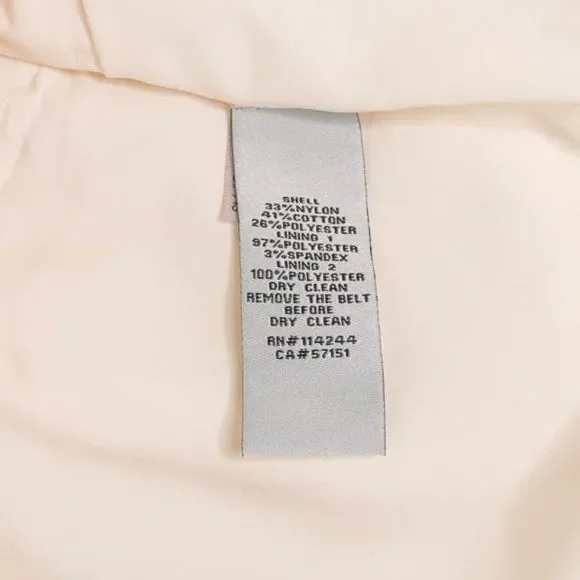 SHELL
33%NYLON
41%COTTON
26%POLYESTER
LINING 1
97%POLYESTER
3%SPANDEX
LINING 2
100%POLYESTER
DRY CLEAN
REMOVE THE BELT
BEFORE
DRY CLEAN
RN#114244
CA#57151